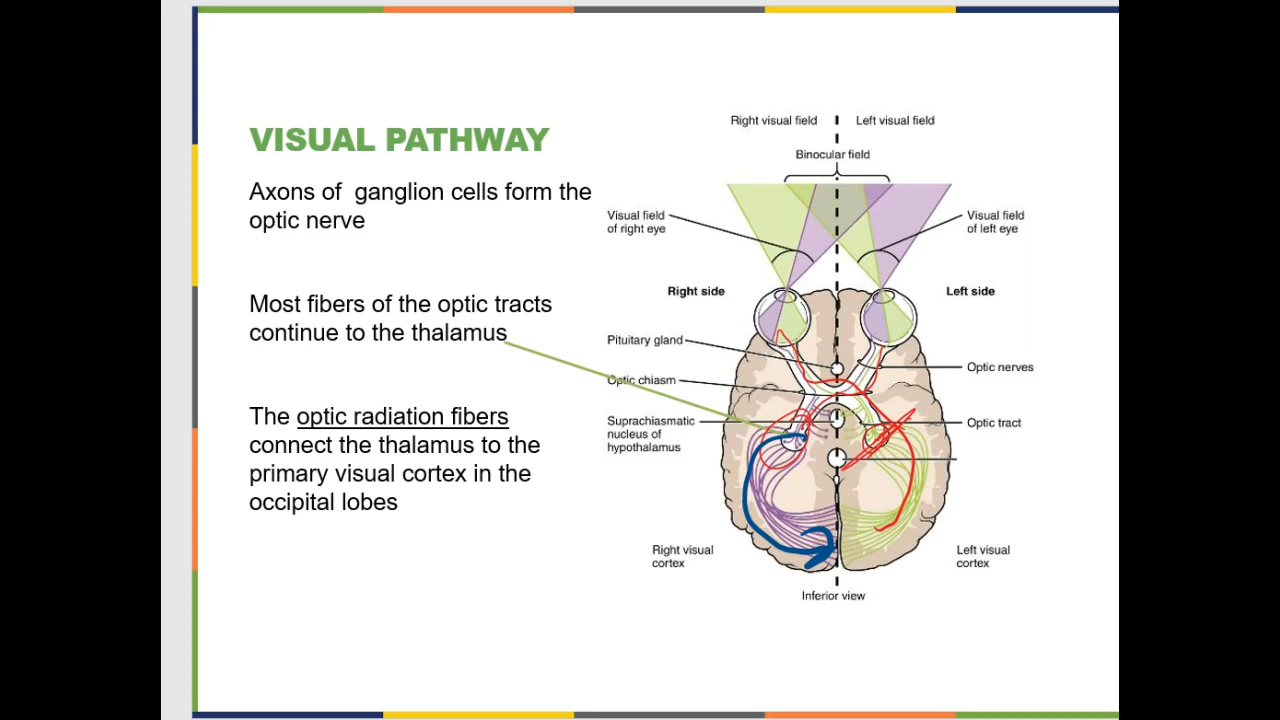 VISUAL PATHWAY
Axons of  ganglion cells form the
optic nerve
Most fibers of the optic tracts
continue to the thalamus
The optic radiation fibers
connect the thalamus to the
primary visual cortex in the
occipital lobes
Right visual field
Left visual field
Binocular field
Visual field
of right eye
Visual field
of left eye
Right side
Left side
Pituitary gland
Optic nerves
Optic chiasm
Suprachiasmatic
nucleus of
hypothalamus
Optic tract
Right visual
cortex
Left visual
cortex
Inferior view